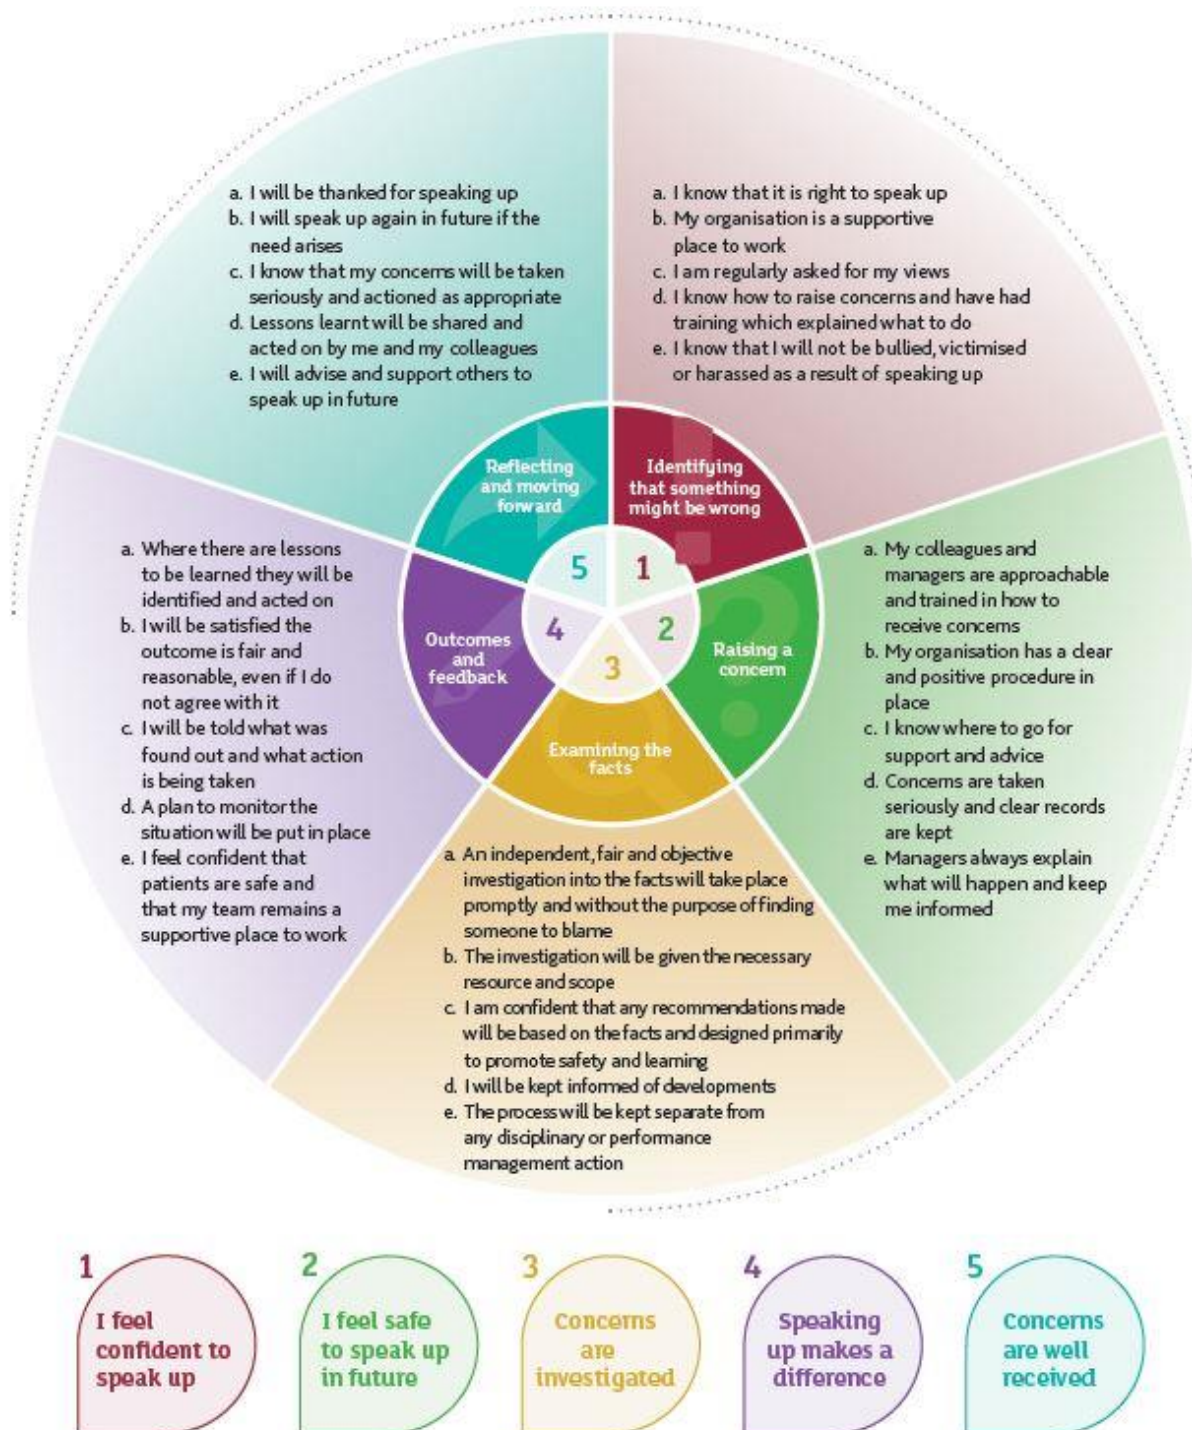 a. I will be thanked for speaking up
b. I will speak up again in future if the
need arises
c. I know that my concerns will be taken
seriously and actioned as appropriate
d. Lessons learnt will be shared and
acted on by me and my colleagues
e. I will advise and support others to
speak up in future
a. I know that it is right to speak up
b. My organisation is a supportive
place to work
c. I am regularly asked for my views
d. I know how to raise concerns and have had
training which explained what to do
e. I know that I will not be bullied, victimised
or harassed as a result of speaking up
Reflecting
and moving
forward
Identifying
that something
might be wrong
5
1
4
2
3
Outcomes
and
feedback
Raising a
concern
Examining the
facts
a. Where there are lessons
to be learned they will be
identified and acted on
b. I will be satisfied the
outcome is fair and
reasonable, even if I do
not agree with it
c. I will be told what was
found out and what action
is being taken
d. A plan to monitor the
situation will be put in place
e. I feel confident that
patients are safe and
that my team remains a
supportive place to work
a. My colleagues and
managers are approachable
and trained in how to
receive concerns
b. My organisation has a clear
and positive procedure in
place
c. I know where to go for
support and advice
d. Concerns are taken
seriously and clear records
are kept
e. Managers always explain
what will happen and keep
me informed
a. An independent, fair and objective
investigation into the facts will take place
promptly and without the purpose of finding
someone to blame
b. The investigation will be given the necessary
resource and scope
c. I am confident that any recommendations made
will be based on the facts and designed primarily
to promote safety and learning
d. I will be kept informed of developments
e. The process will be kept separate from
any disciplinary or performance
management action
1
I feel
confident to
speak up
2
I feel safe
to speak up
in future
3
Concerns
are
investigated
4
Speaking
up makes a
difference
5
Concerns
are well
received